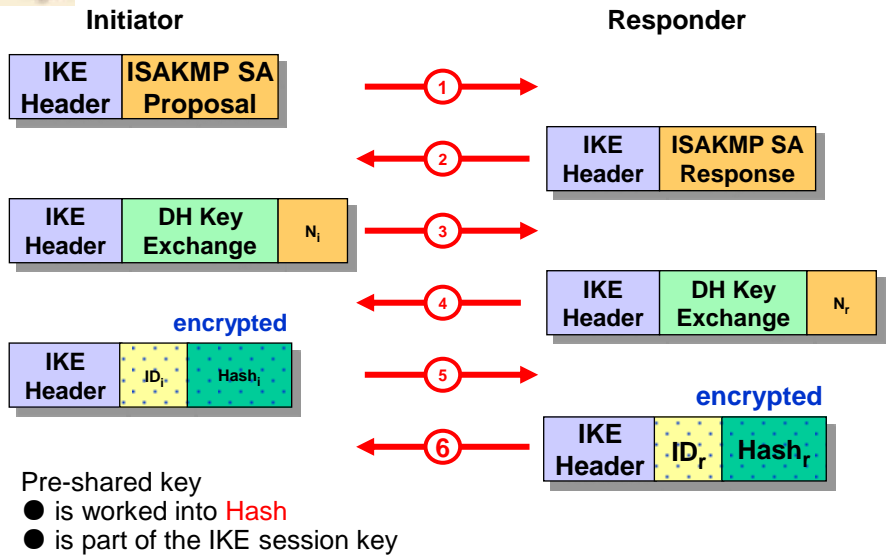 Initiator
Responder
IKE Header
ISAKMP SA Proposal
1
2
IKE Header
ISAKMP SA Response
IKE Header
DH Key Exchange
Ni
3
4
IKE Header
DH Key Exchange
Nr
encrypted
IKE Header
IDi
Hashi
5
encrypted
6
IKE Header
IDr
Hashr
Pre-shared key
● is worked into Hash
● is part of the IKE session key